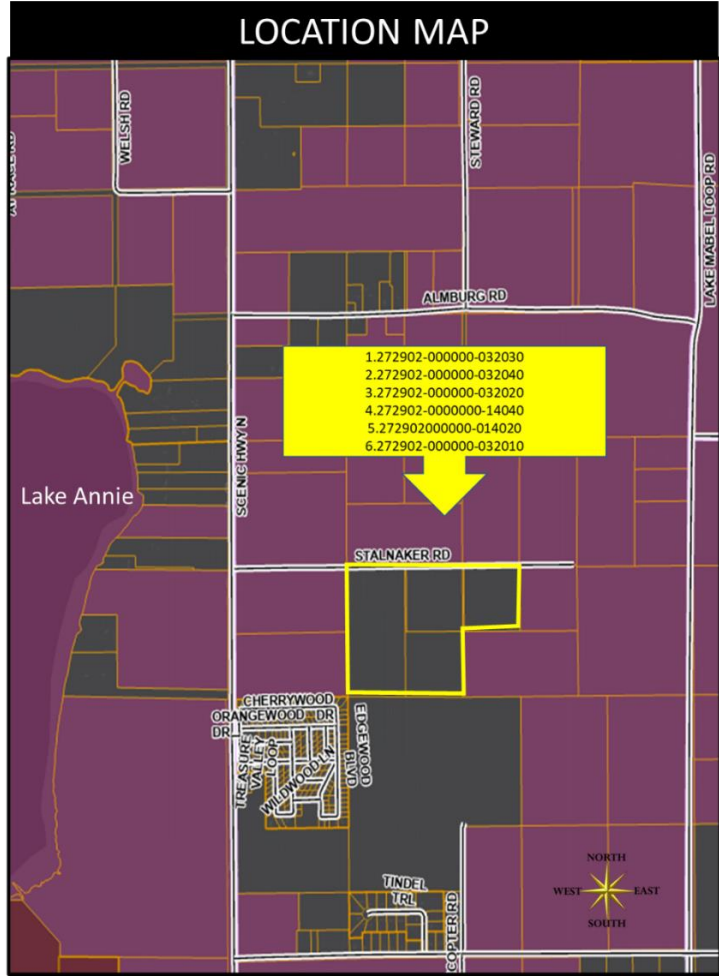 LOCATION MAP
WELSH RD
STEWARD RD
LAKE MABEL LOOP RD
ALMBURG RD
1.272902-000000-032030
2.272902-000000-032040
3.272902-000000-032020
4.272902-0000000-14040
5.272902000000-014020
6.272902-000000-032010
SCENIC HWY N
Lake Annie
STALNAKER RD
CHERRYWOOD
ORANGEWOOD DR
DR
TREASURE
VALLEY
LOOP
WILDWOOD LN
EDGEWOOD
BLVD
TINDEL
TRL
COPTER RD
NORTH
WEST
EAST
SOUTH